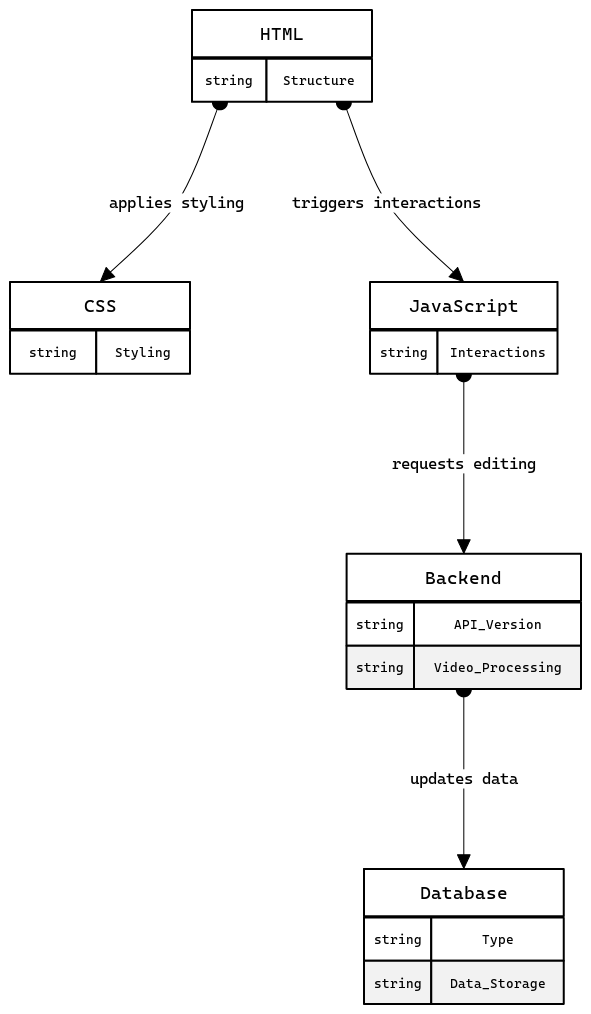 HTML
string Structure
applies styling
triggers interactions
CSS
string Styling
JavaScript
string Interactions
requests editing
Backend
string API_Version
string Video_Processing
updates data
Database
string Type
string Data_Storage